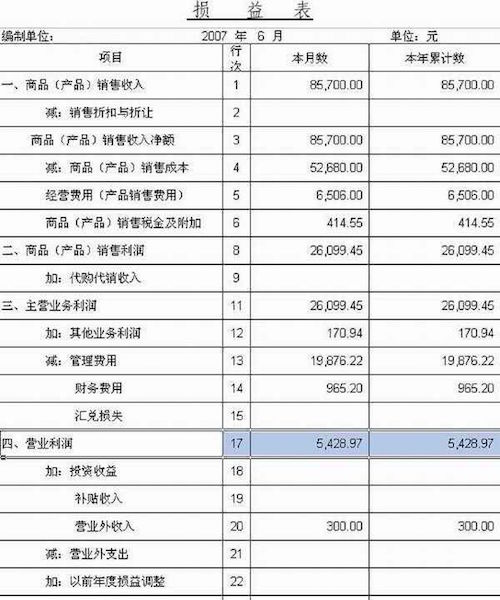 损 益 表
编制单位： 2007 年 6 月 单位：元
项目 行次 本月数 本年累计数
一、商品（产品）销售收入 1 85,700.00 85,700.00
减：销售折扣与折让 2
商品（产品）销售收入净额 3 85,700.00 85,700.00
减：商品（产品）销售成本 4 52,680.00 52,680.00
经营费用（产品销售费用） 5 6,506.00 6,506.00
商品（产品）销售税金及附加 6 414.55 414.55
二、商品（产品）销售利润 8 26,099.45 26,099.45
加：代购代销收入 9
三、主营业务利润 11 26,099.45 26,099.45
加：其他业务利润 12 170.94 170.94
减：管理费用 13 19,876.22 19,876.22
财务费用 14 965.20 965.20
汇兑损失 15
四、营业利润 17 5,428.97 5,428.97
加：投资收益 18
补贴收入 19
营业外收入 20 300.00 300.00
减：营业外支出 21
加：以前年度损益调整 22